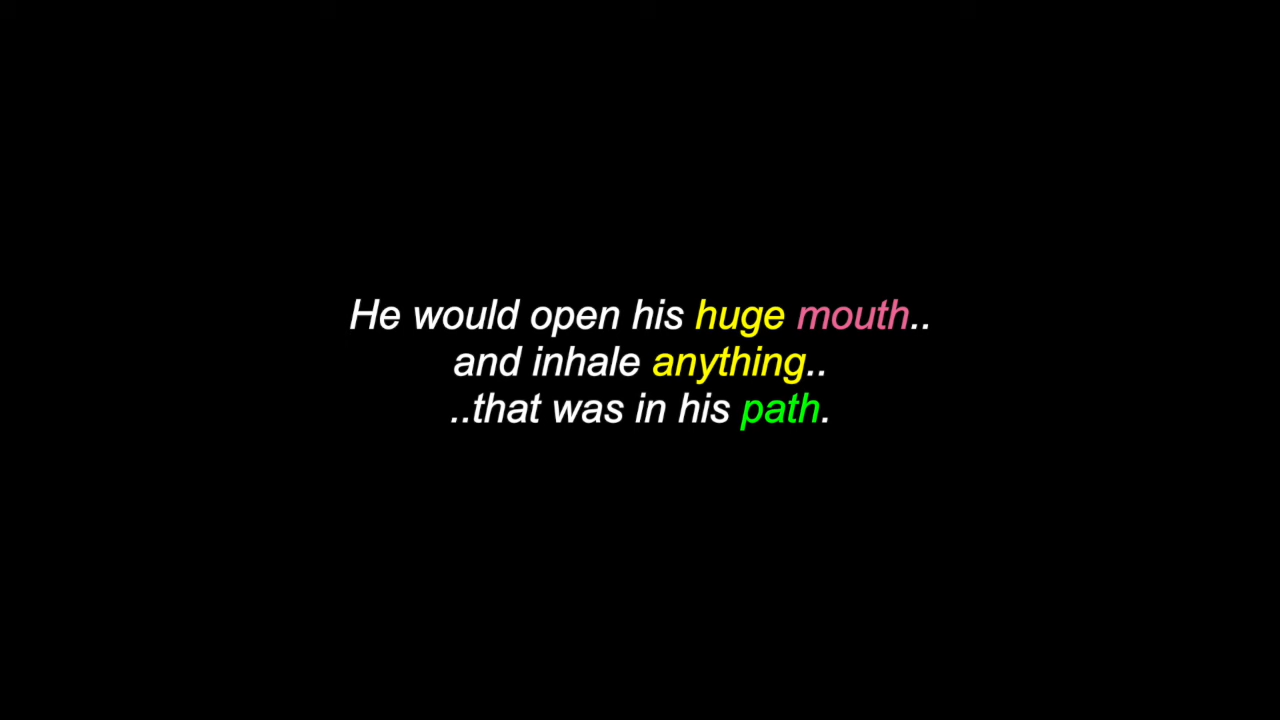 He would open his huge mouth..
and inhale anything..
..that was in his path.